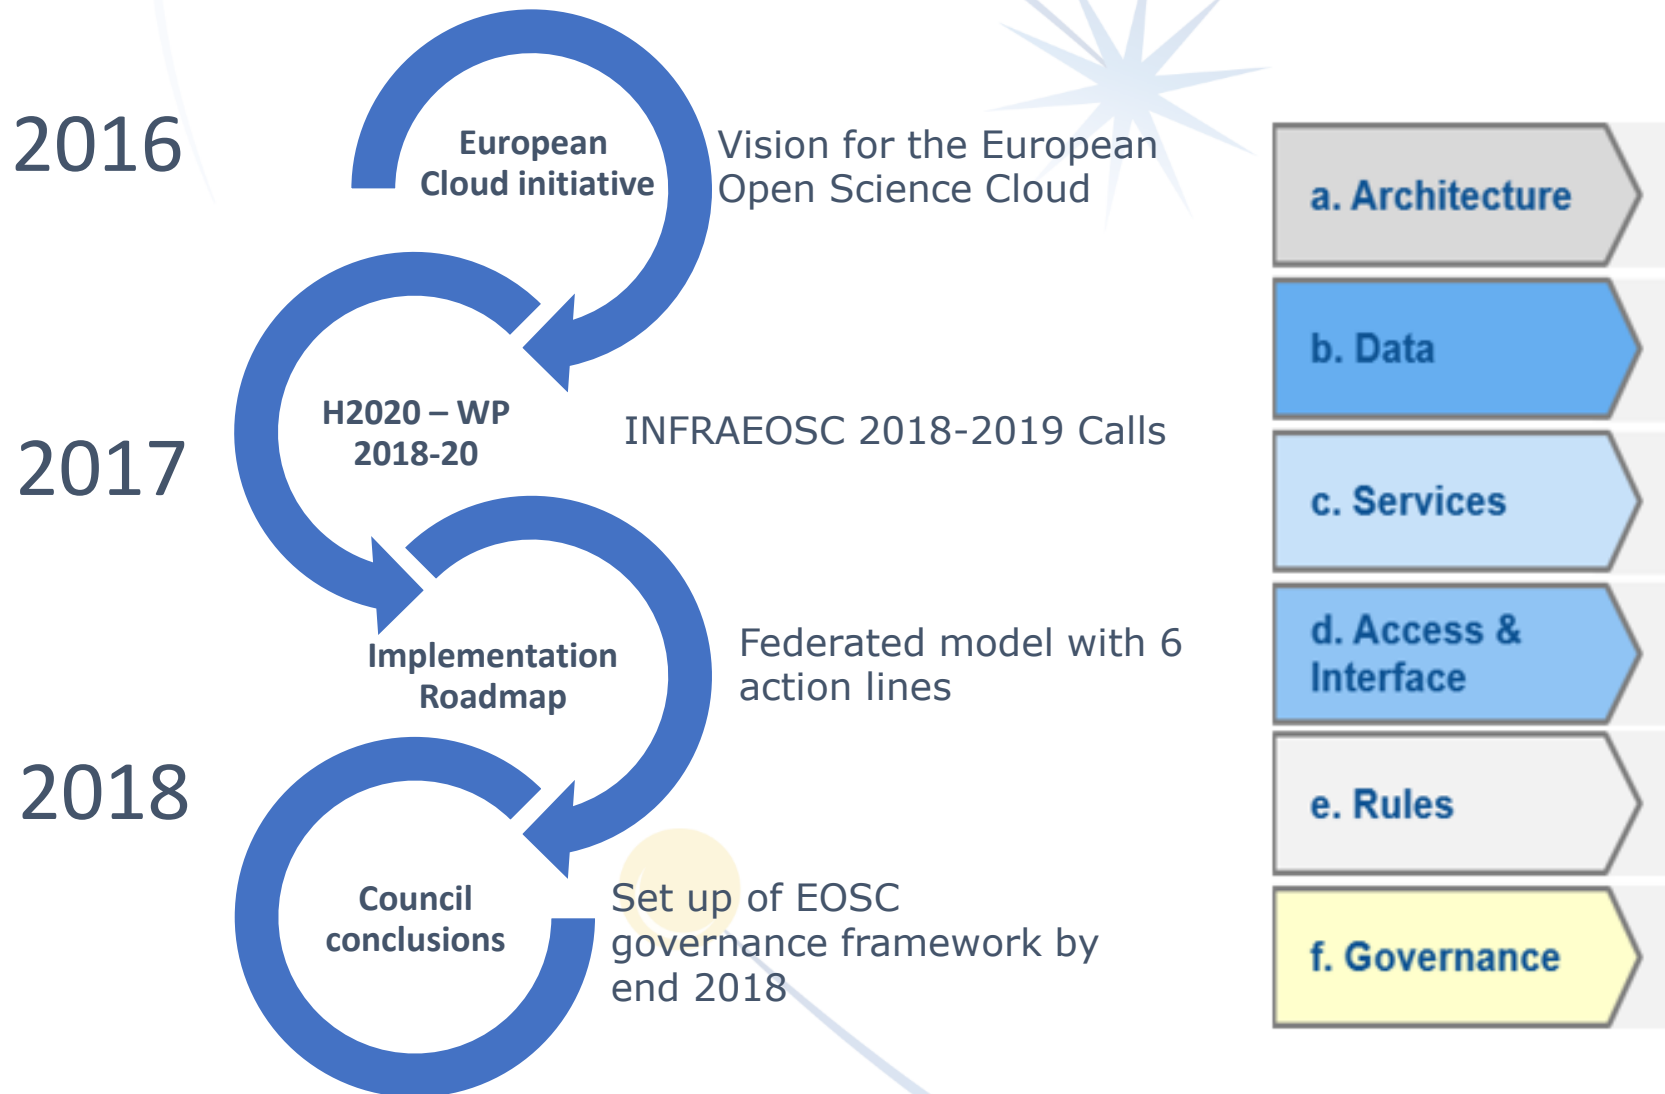 2016
European
Cloud initiative
Vision for the European
Open Science Cloud
2017
H2020 – WP
2018-20
INFRAEOSC 2018-2019 Calls
Implementation
Roadmap
Federated model with 6
action lines
2018
Council
conclusions
Set up of EOSC
governance framework by
end 2018
a. Architecture
b. Data
c. Services
d. Access &
Interface
e. Rules
f. Governance